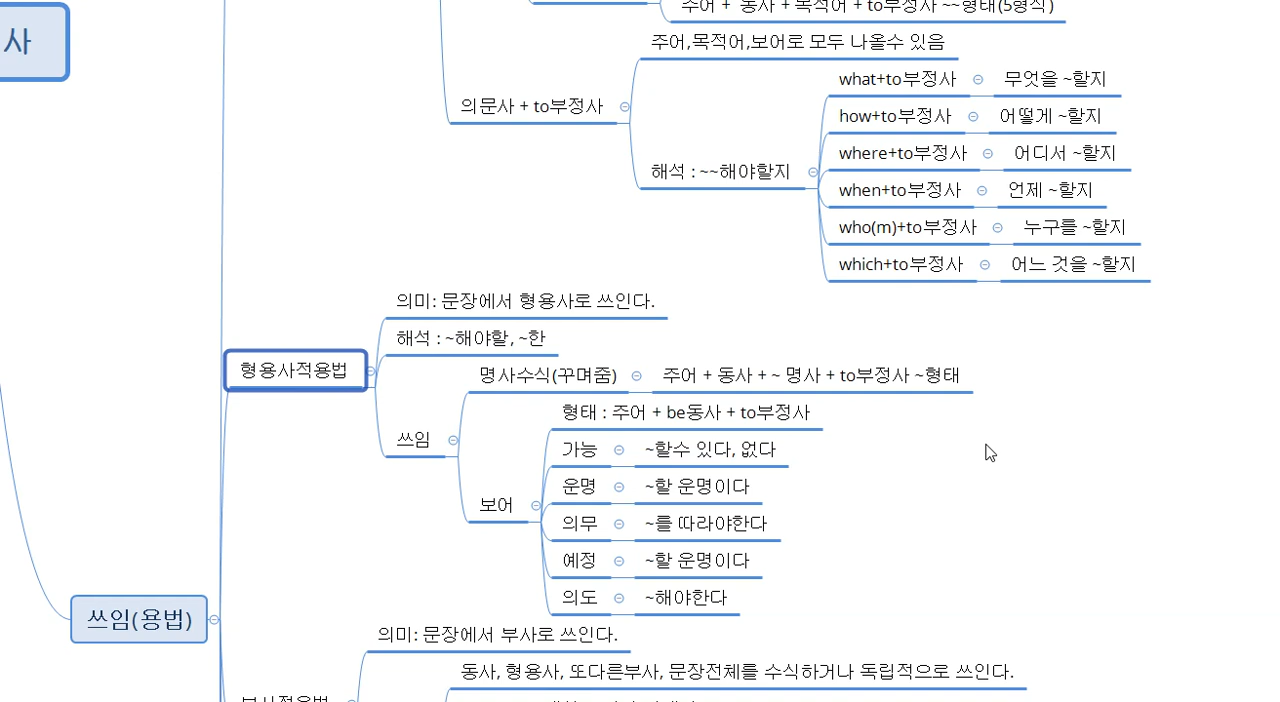 사
주어 + 동사 + 목적어 + to부정사 ~~형태(5형식)
주어,목적어,보어로 모두 나올수 있음
의문사 + to부정사
해석 : ~~해야할지
what+to부정사 무엇을 ~할지
how+to부정사 어떻게 ~할지
where+to부정사 어디서 ~할지
when+to부정사 언제 ~할지
who(m)+to부정사 누구를 ~할지
which+to부정사 어느 것을 ~할지
형용사적용법
의미: 문장에서 형용사로 쓰인다.
해석 : ~해야할, ~한
쓰임
명사수식(꾸며줌) 주어 + 동사 + ~ 명사 + to부정사 ~형태
보어
형태 : 주어 + be동사 + to부정사
가능 ~할수 있다, 없다
운명 ~할 운명이다
의무 ~를 따라야한다
예정 ~할 운명이다
의도 ~해야한다
쓰임(용법)
의미: 문장에서 부사로 쓰인다.
동사, 형용사, 또다른부사, 문장전체를 수식하거나 독립적으로 쓰인다.